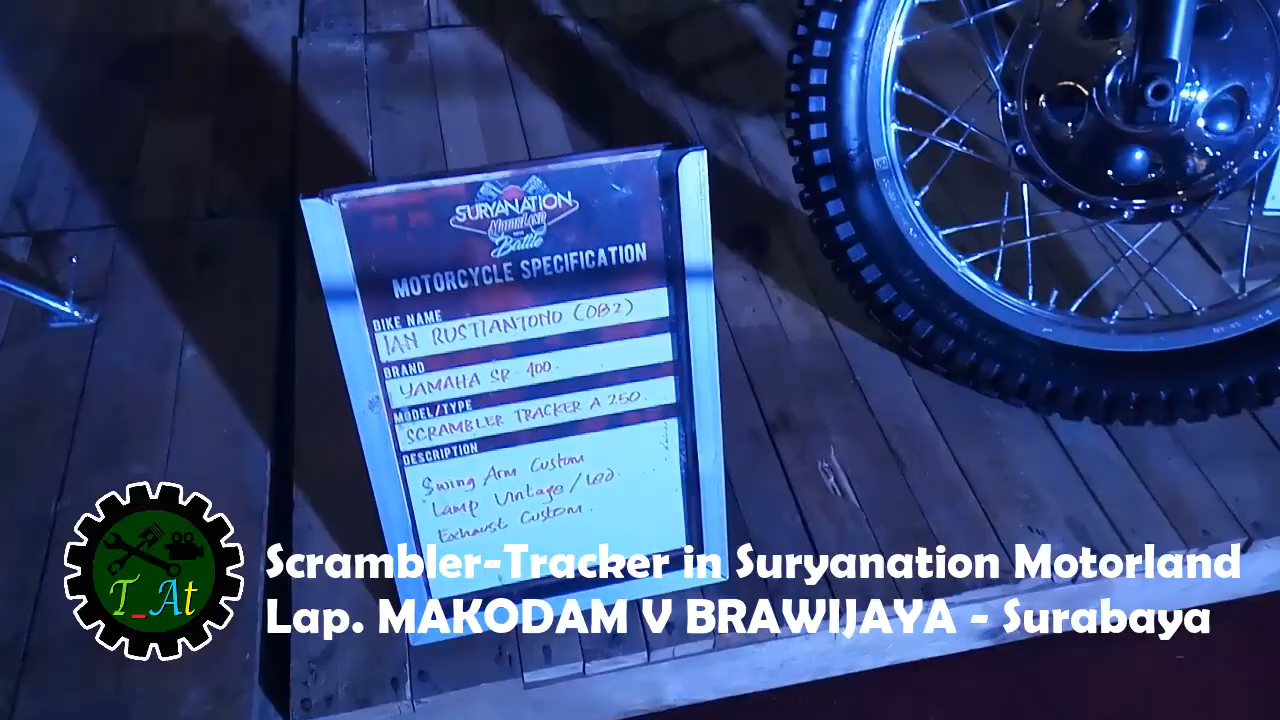 SURYANATION
Motorland
Battle
MOTORCYCLE SPECIFICATION
BIKE NAME
IAN RUSTIANTONO (OB2)
BRAND
YAMAHA SR-400.
MODEL/TYPE
SCRAMBLER TRACKER A 250.
DESCRIPTION
Swing Arm Custom
Lamp Vintage/LED.
Exhaust Custom.
T_At
Scrambler-Tracker in Suryanation Motorland
Lap. MAKODAM V BRAWIJAYA - Surabaya